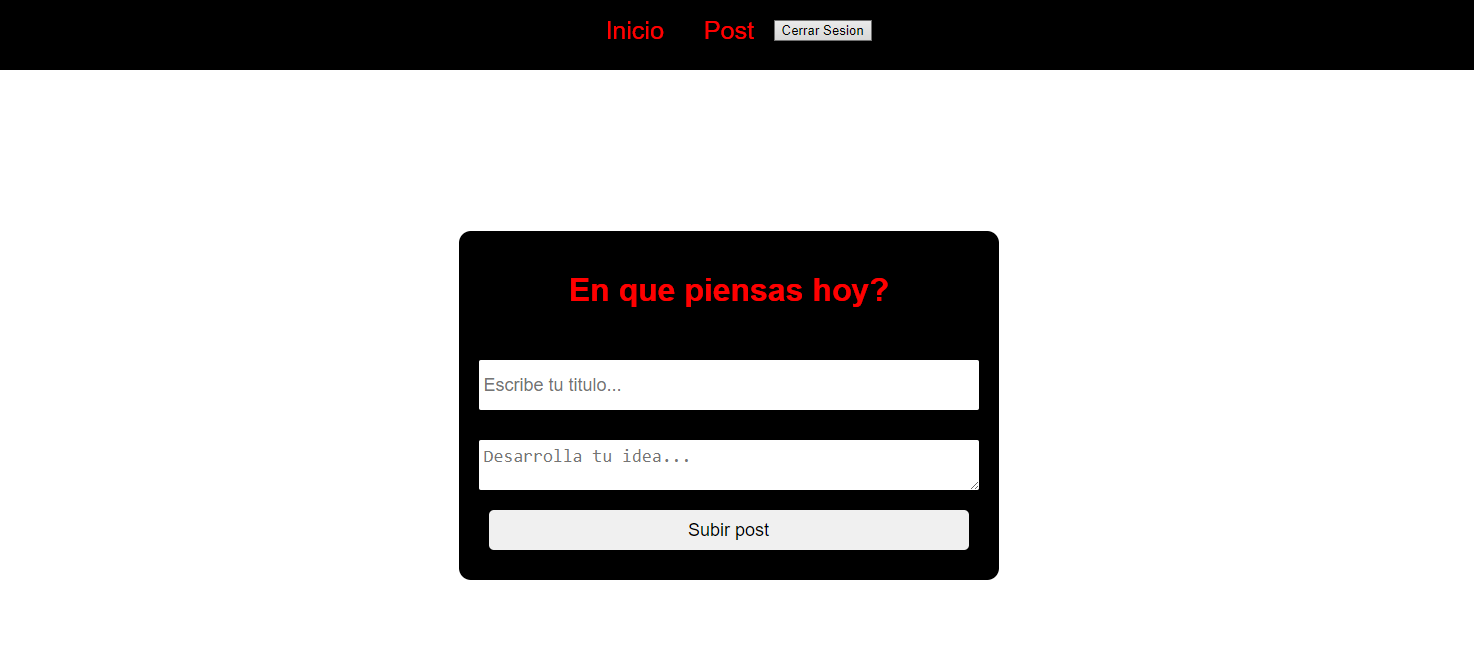 Inicio Post Cerrar Sesion
En que piensas hoy?
Escribe tu titulo...
Desarrolla tu idea...
Subir post